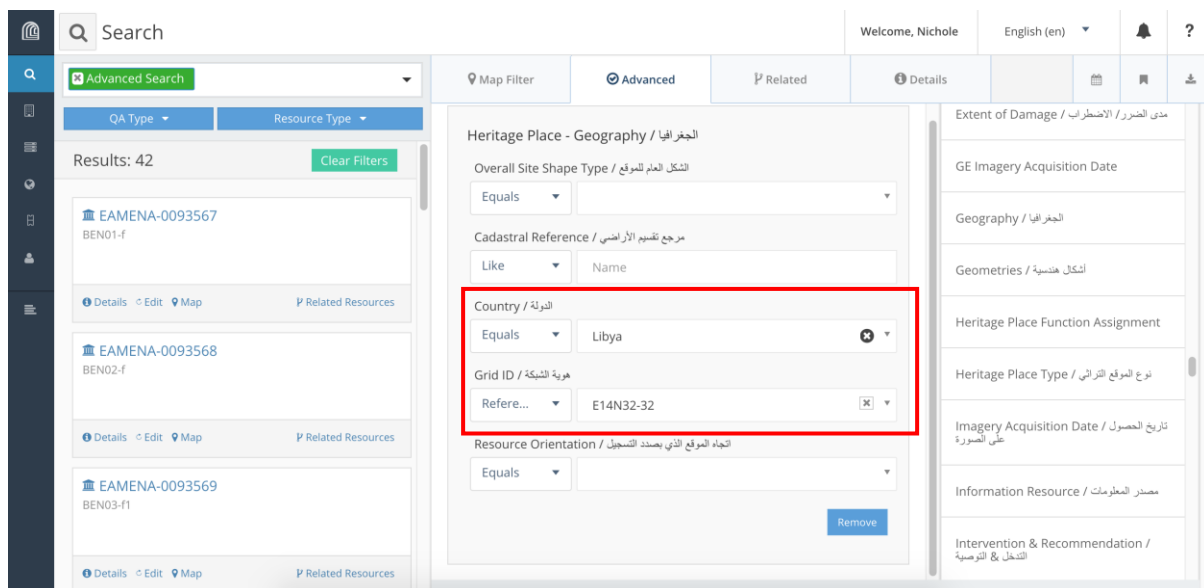 Search
Welcome, Nichole
English (en)
?
Advanced Search
QA Type
Resource Type
Results: 42
Clear Filters
EAMENA-0093567
BEN01-f
Details Edit Map Related Resources
EAMENA-0093568
BEN02-f
Details Edit Map Related Resources
EAMENA-0093569
BEN03-f1
Details Edit Map Related Resources
Map Filter
Advanced
Related
Details
Heritage Place - Geography / الجغرافيا
Overall Site Shape Type / الشكل العام للموقع
Equals
Cadastral Reference / مرجع تقسيم الأراضي
Like
Name
Country / الدولة
Equals
Libya
Grid ID / هوية الشبكة
Refere...
E14N32-32
Resource Orientation / اتجاه الموقع الذي بصدد التسجيل
Equals
Remove
Extent of Damage / مدى الضرر/ الاضطراب
GE Imagery Acquisition Date
Geography / الجغرافيا
Geometries / أشكال هندسية
Heritage Place Function Assignment
Heritage Place Type / نوع الموقع التراثي
Imagery Acquisition Date / تاريخ الحصول
على الصورة
Information Resource / مصدر المعلومات
Intervention & Recommendation /
التدخل & التوصية